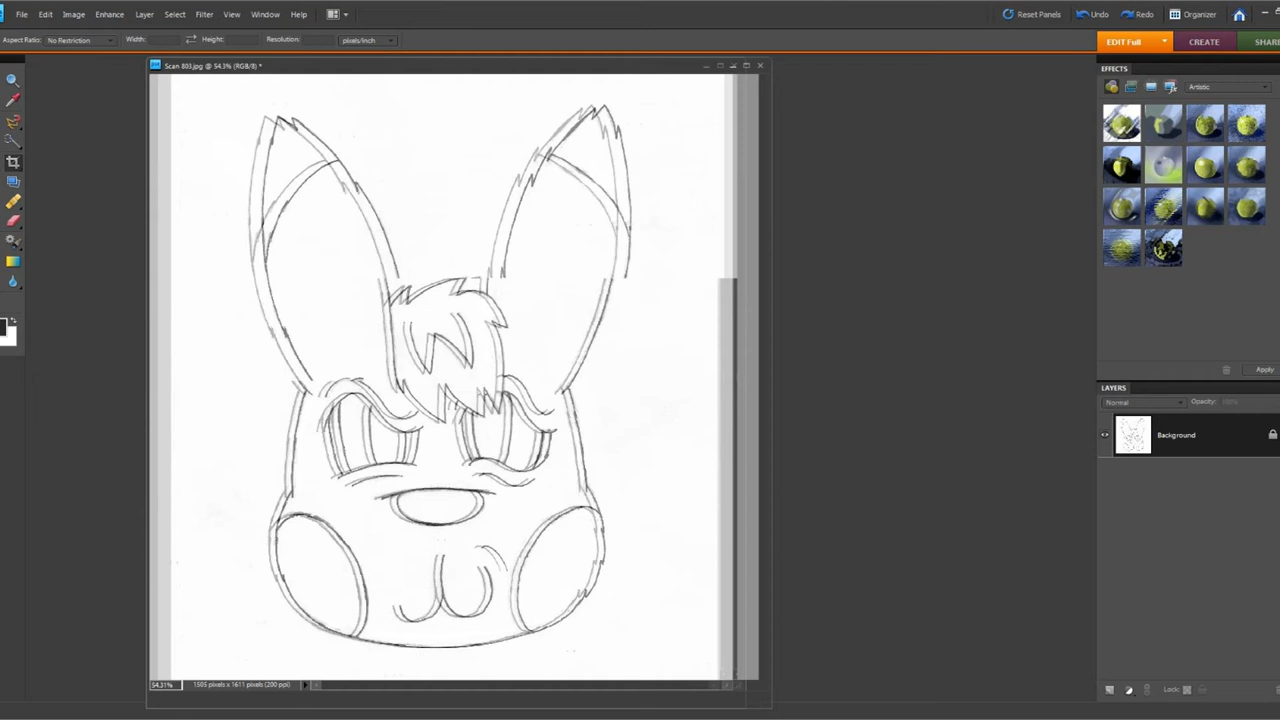 File Edit Image Enhance Layer Select Filter View Window Help
Reset Panels Undo Redo Organizer
Aspect Ratio: No Restriction Width: Height: Resolution: pixels/inch
EDIT Full CREATE SHARE
Scan 803.jpg @ 54.3% (RGB/8) *
EFFECTS
Artistic
Apply
LAYERS
Normal Opacity: 100%
Background
54.31% 1505 pixels x 1611 pixels (200 ppi)
Lock: